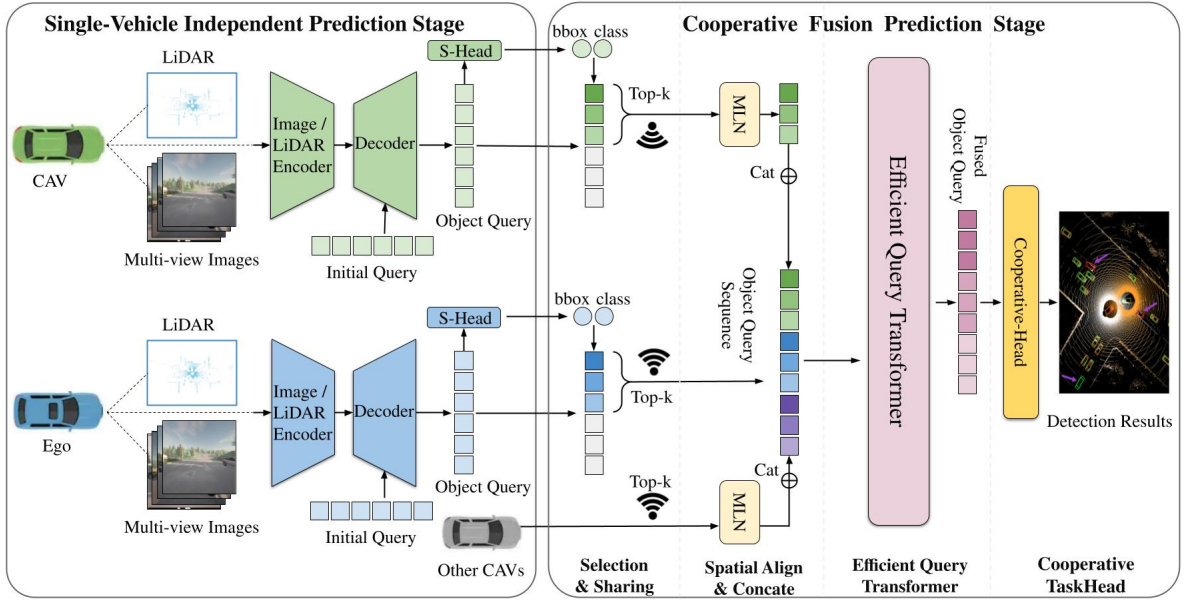 Single-Vehicle Independent Prediction Stage
LiDAR
CAV
Multi-view Images
Image /
LiDAR
Encoder
Decoder
Initial Query
S-Head
Object Query
LiDAR
Ego
Multi-view Images
Image /
LiDAR
Encoder
Decoder
Initial Query
S-Head
Object Query
Other CAVs
Cooperative Fusion Prediction Stage
bbox class
Top-k
MLN
Cat
bbox class
Top-k
Object Query
Sequence
Top-k
MLN
Cat
Efficient Query Transformer
Fused
Object Query
Cooperative-Head
Detection Results
Selection
& Sharing
Spatial Align
& Concate
Efficient Query
Transformer
Cooperative
TaskHead